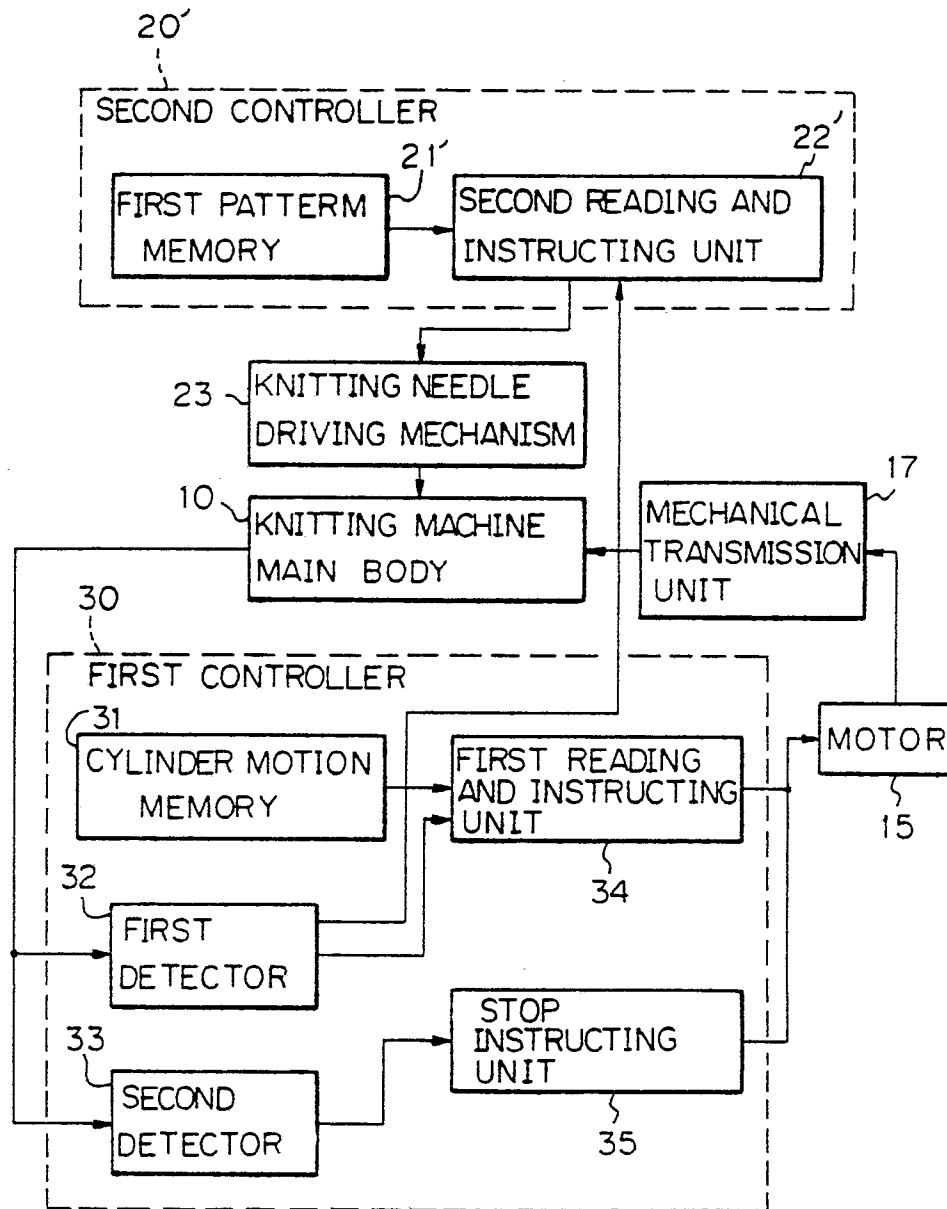 20'
SECOND CONTROLLER
21'
22'
FIRST PATTERM
MEMORY
SECOND READING AND
INSTRUCTING UNIT
23
KNITTING NEEDLE
DRIVING MECHANISM
10
KNITTING MACHINE
MAIN BODY
17
MECHANICAL
TRANSMISSION
UNIT
30
FIRST CONTROLLER
31
CYLINDER MOTION
MEMORY
FIRST READING
AND INSTRUCTING
UNIT
34
MOTOR
15
32
FIRST
DETECTOR
33
SECOND
DETECTOR
STOP
INSTRUCTING
UNIT
35